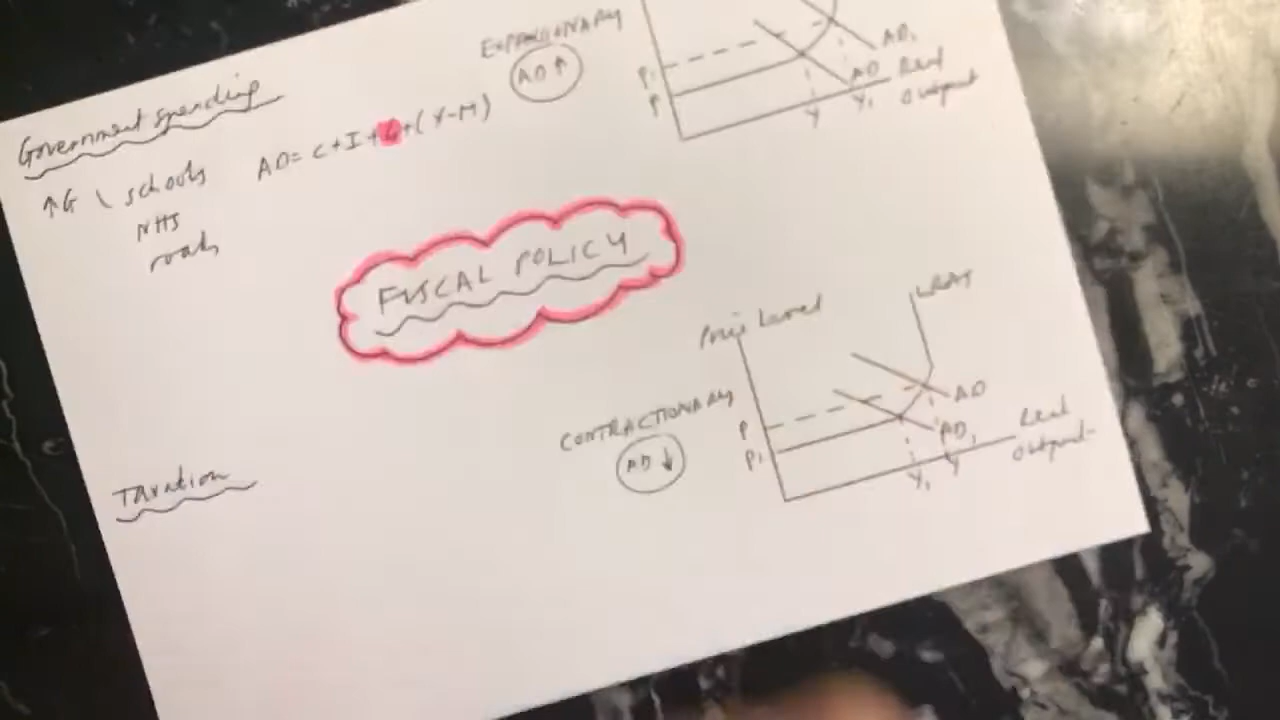 Government spending
↑G \ schools
NHS
roads
AD = C + I + G + (X-M)
EXPANSIONARY
AD ↑
P1
P
AD1
AD
Y
Y1
Real
Output
FISCAL POLICY
CONTRACTIONARY
AD ↓
Price Level
LRAS
P
P1
AD
AD1
Y1
Y
Real
Output
Taxation